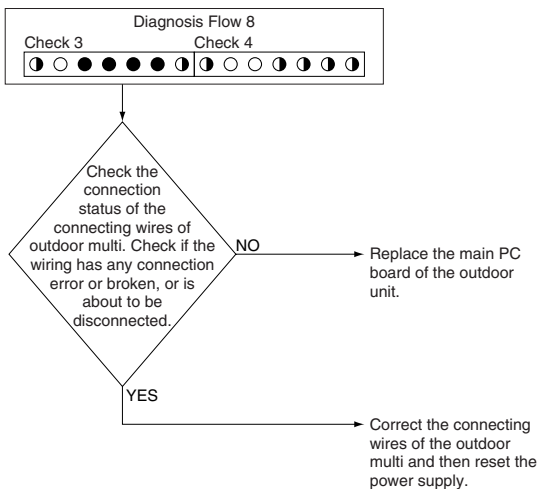 Diagnosis Flow 8
Check 3 Check 4
Check the
connection
status of the
connecting wires of
outdoor multi. Check if the
wiring has any connection
error or broken, or is
about to be
disconnected.
NO
Replace the main PC
board of the outdoor
unit.
YES
Correct the connecting
wires of the outdoor
multi and then reset the
power supply.